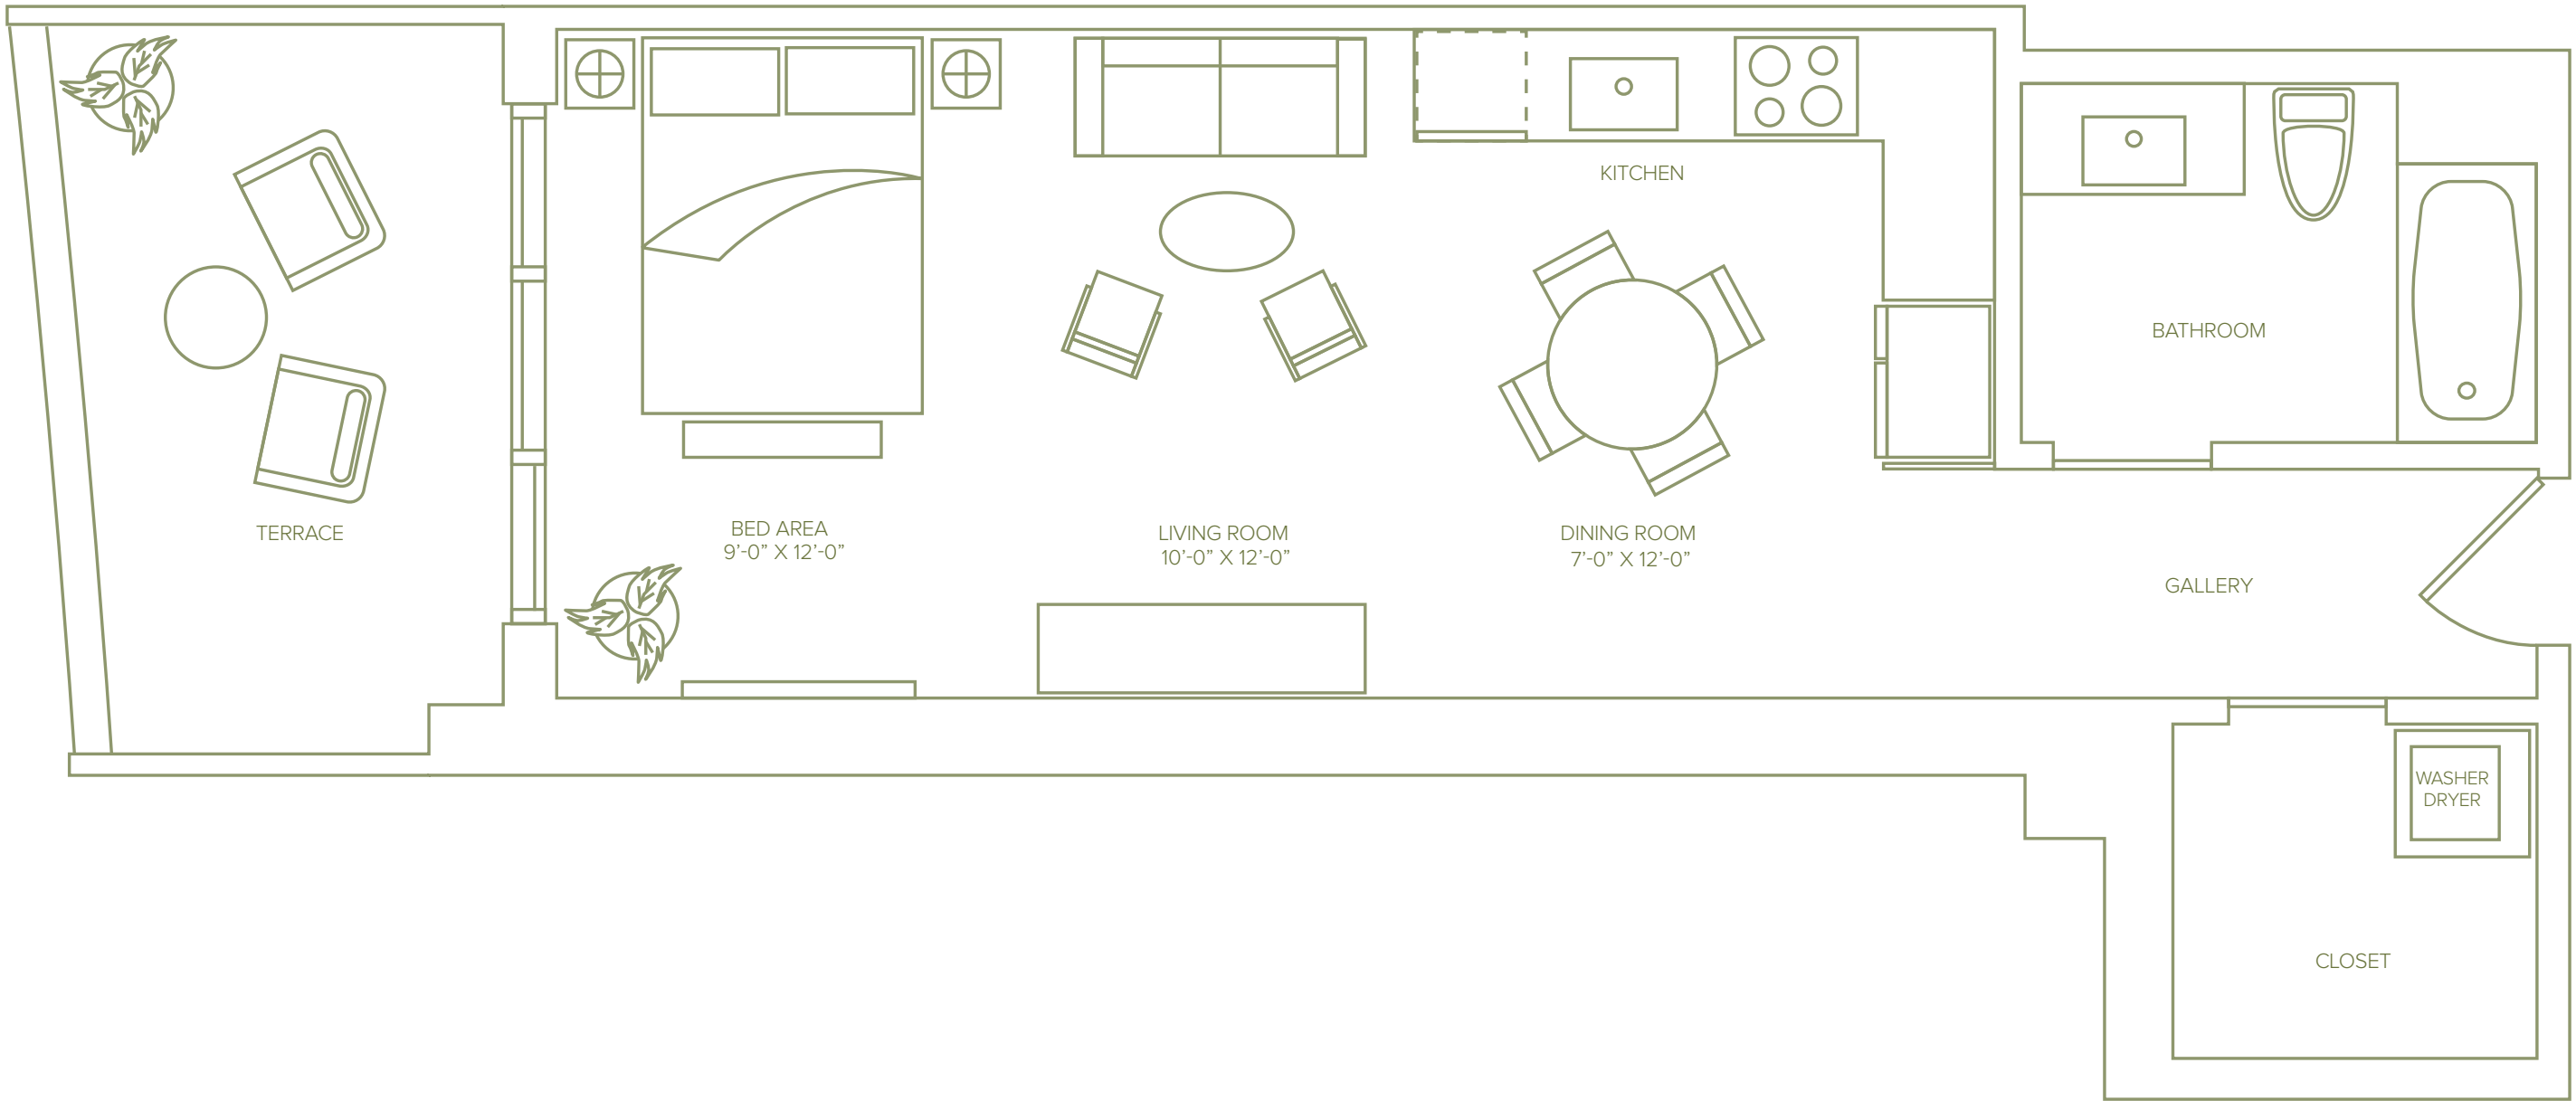 KITCHEN
BATHROOM
TERRACE
BED AREA
9’-0” X 12’-0”
LIVING ROOM
10’-0” X 12’-0”
DINING ROOM
7’-0” X 12’-0”
GALLERY
WASHER
DRYER
CLOSET